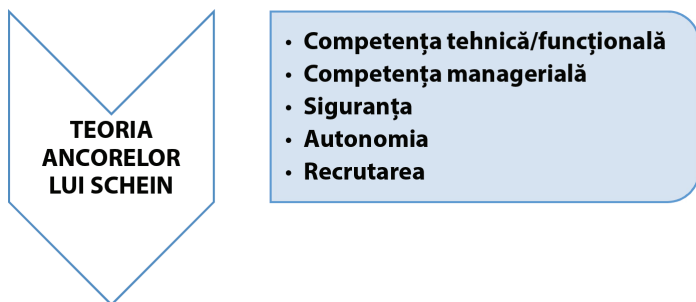 TEORIA
ANCORELOR
LUI SCHEIN
• Competența tehnică/funcțională
• Competența managerială
• Siguranța
• Autonomia
• Recrutarea